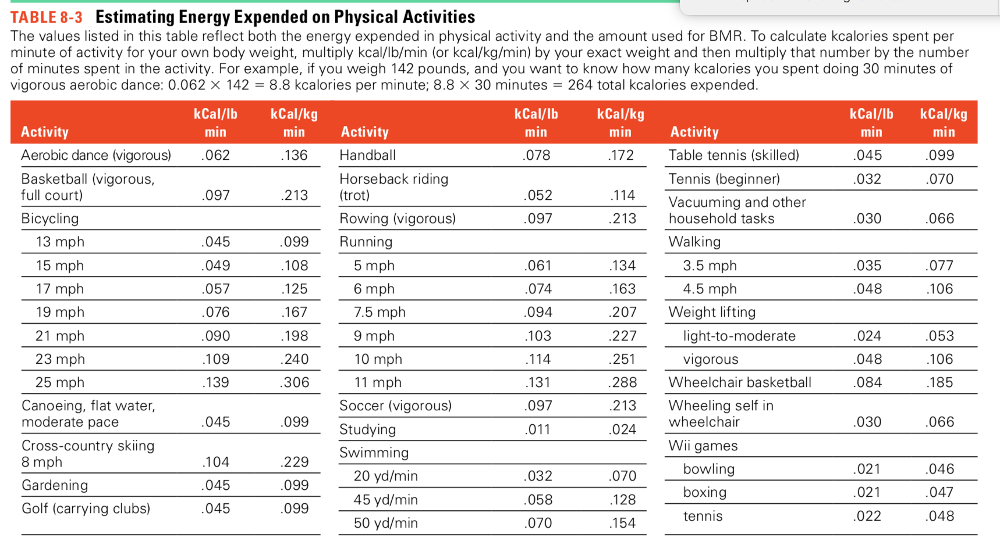 TABLE 8-3 Estimating Energy Expended on Physical Activities
The values listed in this table reflect both the energy expended in physical activity and the amount used for BMR. To calculate kcalories spent per
minute of activity for your own body weight, multiply kcal/lb/min (or kcal/kg/min) by your exact weight and then multiply that number by the number
of minutes spent in the activity. For example, if you weigh 142 pounds, and you want to know how many kcalories you spent doing 30 minutes of
vigorous aerobic dance: 0.062 × 142 = 8.8 kcalories per minute; 8.8 × 30 minutes = 264 total kcalories expended.
Activity kCal/lb min kCal/kg min
Aerobic dance (vigorous) .062 .136
Basketball (vigorous,
full court) .097 .213
Bicycling
13 mph .045 .099
15 mph .049 .108
17 mph .057 .125
19 mph .076 .167
21 mph .090 .198
23 mph .109 .240
25 mph .139 .306
Canoeing, flat water,
moderate pace .045 .099
Cross-country skiing
8 mph .104 .229
Gardening .045 .099
Golf (carrying clubs) .045 .099
Activity kCal/lb min kCal/kg min
Handball .078 .172
Horseback riding
(trot) .052 .114
Rowing (vigorous) .097 .213
Running
5 mph .061 .134
6 mph .074 .163
7.5 mph .094 .207
9 mph .103 .227
10 mph .114 .251
11 mph .131 .288
Soccer (vigorous) .097 .213
Studying .011 .024
Swimming
20 yd/min .032 .070
45 yd/min .058 .128
50 yd/min .070 .154
Activity kCal/lb min kCal/kg min
Table tennis (skilled) .045 .099
Tennis (beginner) .032 .070
Vacuuming and other
household tasks .030 .066
Walking
3.5 mph .035 .077
4.5 mph .048 .106
Weight lifting
light-to-moderate .024 .053
vigorous .048 .106
Wheelchair basketball .084 .185
Wheeling self in
wheelchair .030 .066
Wii games
bowling .021 .046
boxing .021 .047
tennis .022 .048